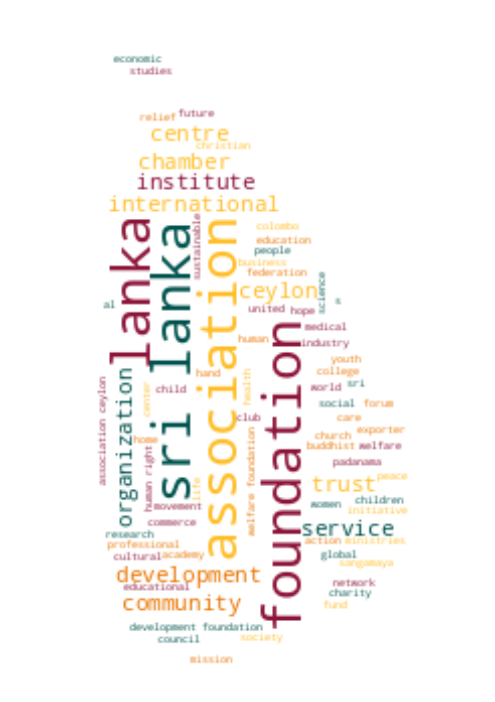 economic
studies
relief future
centre
christian
chamber
institute
international
lanka
sri lanka
sustainable
association
colombo
education
people
business
federation
ceylon
science
s
al
united hope
foundation
medical
human
industry
youth
college
hand
world sri
child
center
health
organization
association ceylon
social forum
club
care
exporter
church
home
buddhist welfare
human right
welfare foundation
padanama
trust
peace
life
movement
women children
initiative
commerce
service
research
action ministries
professional
cultural academy
global
sangamaya
development
network
educational
charity
community
fund
development foundation
council
society
mission